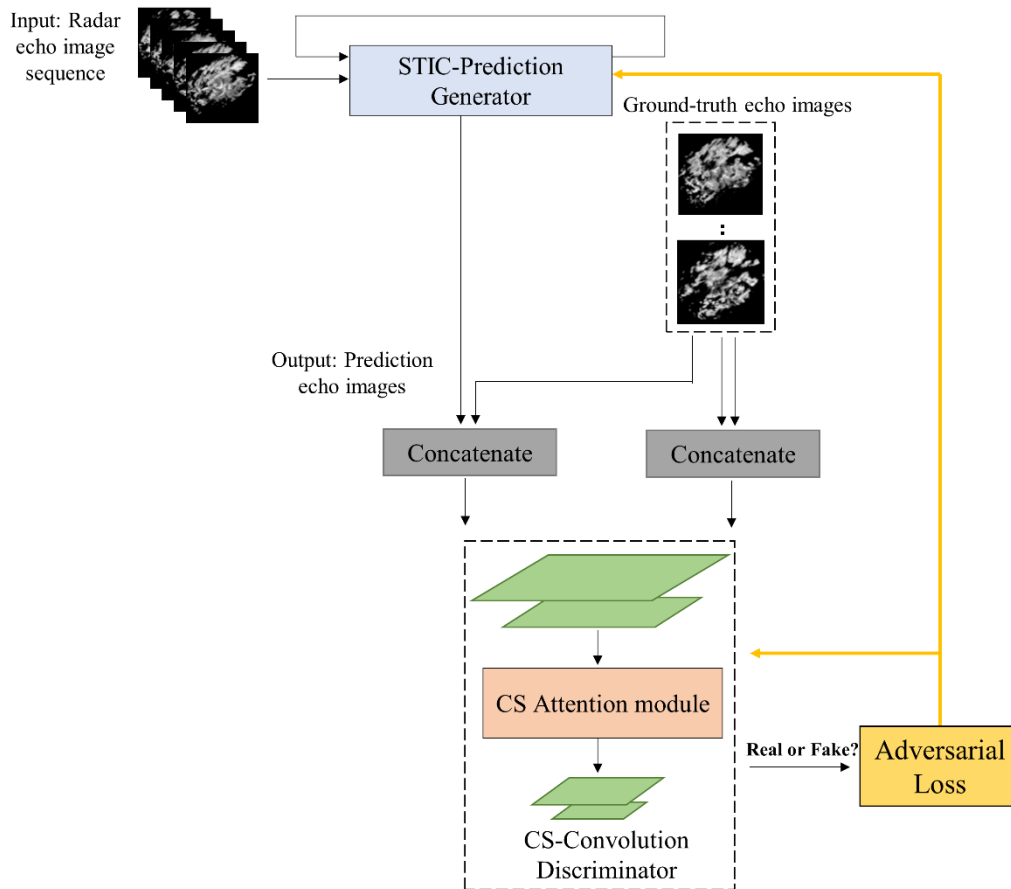 Input: Radar
echo image
sequence
STIC-Prediction
Generator
Ground-truth echo images
Output: Prediction
echo images
Concatenate
Concatenate
CS Attention module
Real or Fake?
Adversarial
Loss
CS-Convolution
Discriminator